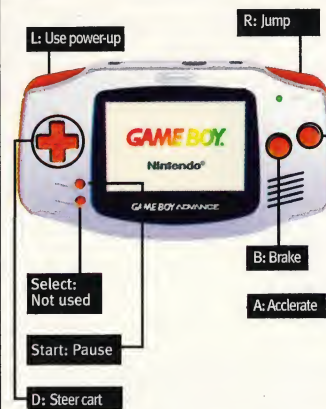 R: Jump
L: Use power-up
GAME BOY.
Nintendo®
GAME BOY ADVANCE
B: Brake
Select:
Not used
A: Acclerate
Start: Pause
D: Steer cart